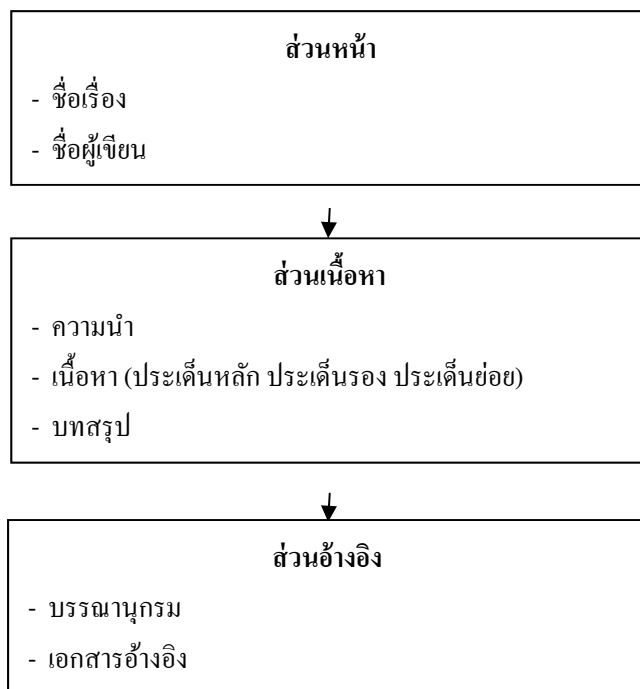 ส่วนหน้า
- ชื่อเรื่อง
- ชื่อผู้เขียน
ส่วนเนื้อหา
- ความนำ
- เนื้อหา (ประเด็นหลัก ประเด็นรอง ประเด็นย่อย)
- บทสรุป
ส่วนอ้างอิง
- บรรณานุกรม
- เอกสารอ้างอิง